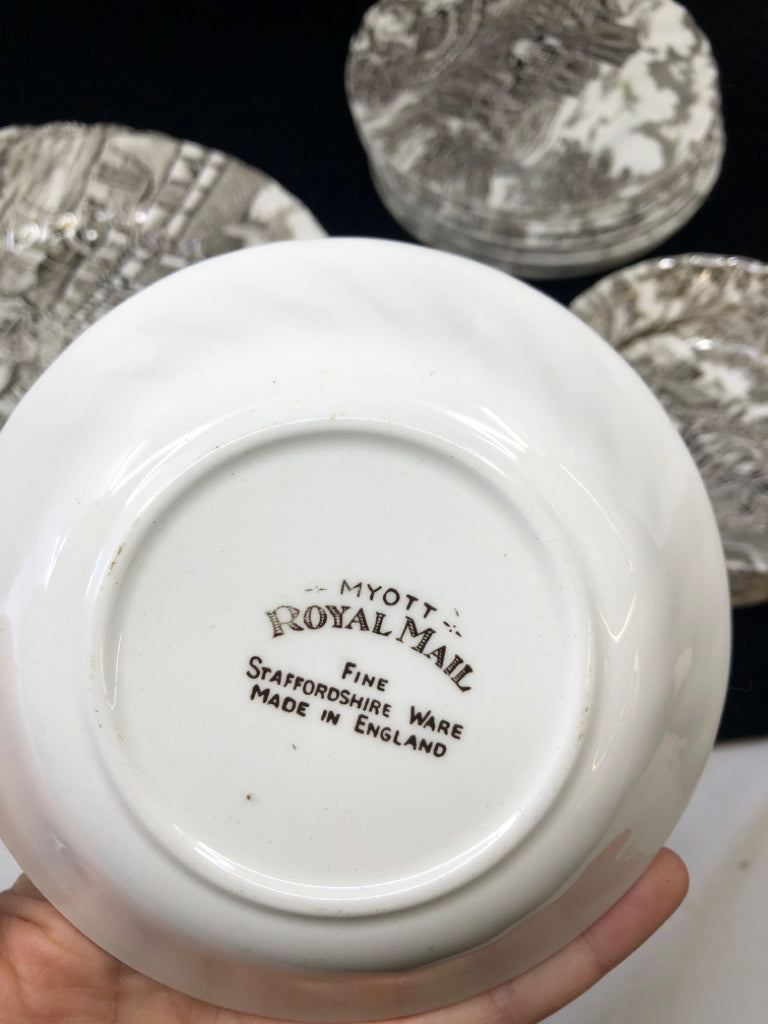 MYOTT
ROYAL MAIL
FINE
STAFFORDSHIRE WARE
MADE IN ENGLAND